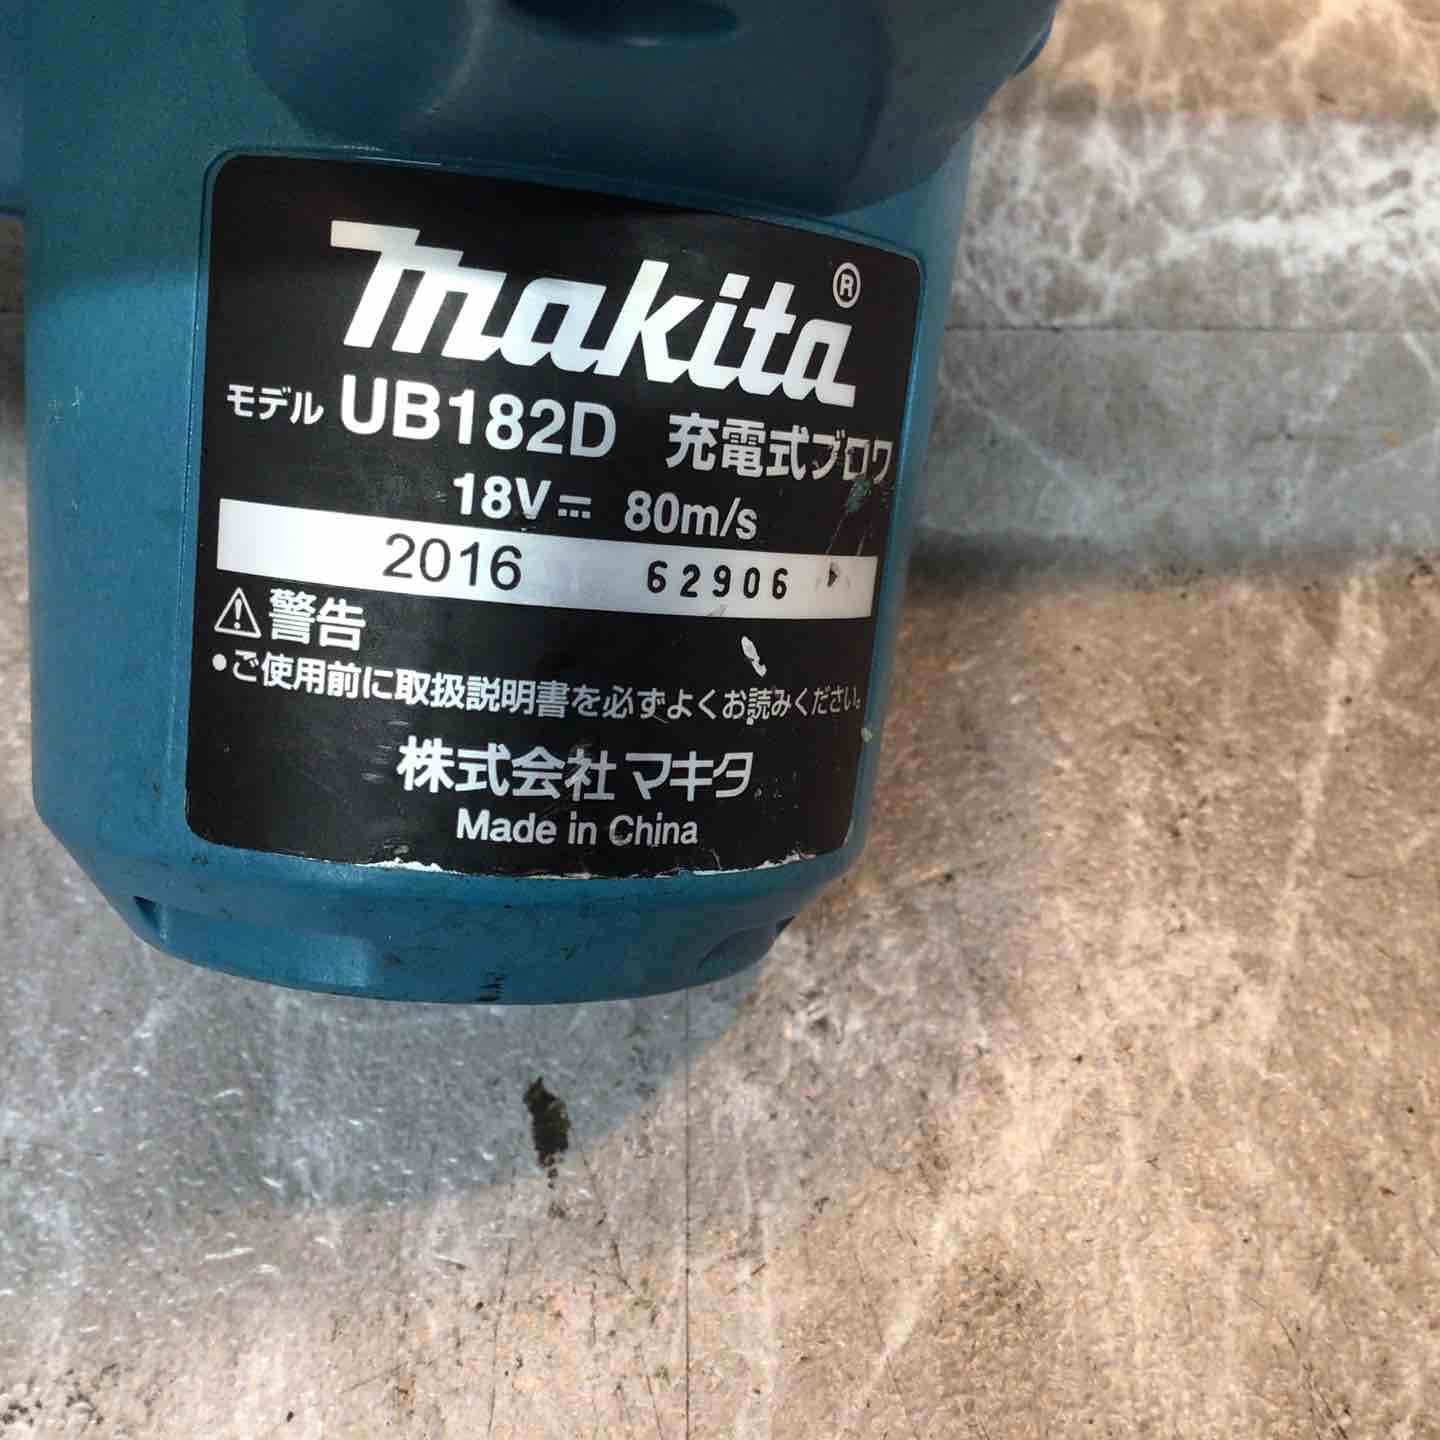 makita®
モデル UB182D 充電式ブロワ
18V⎓ 80m/s
2016 62906
⚠警告
●ご使用前に取扱説明書を必ずよくお読みください。
株式会社マキタ
Made in China